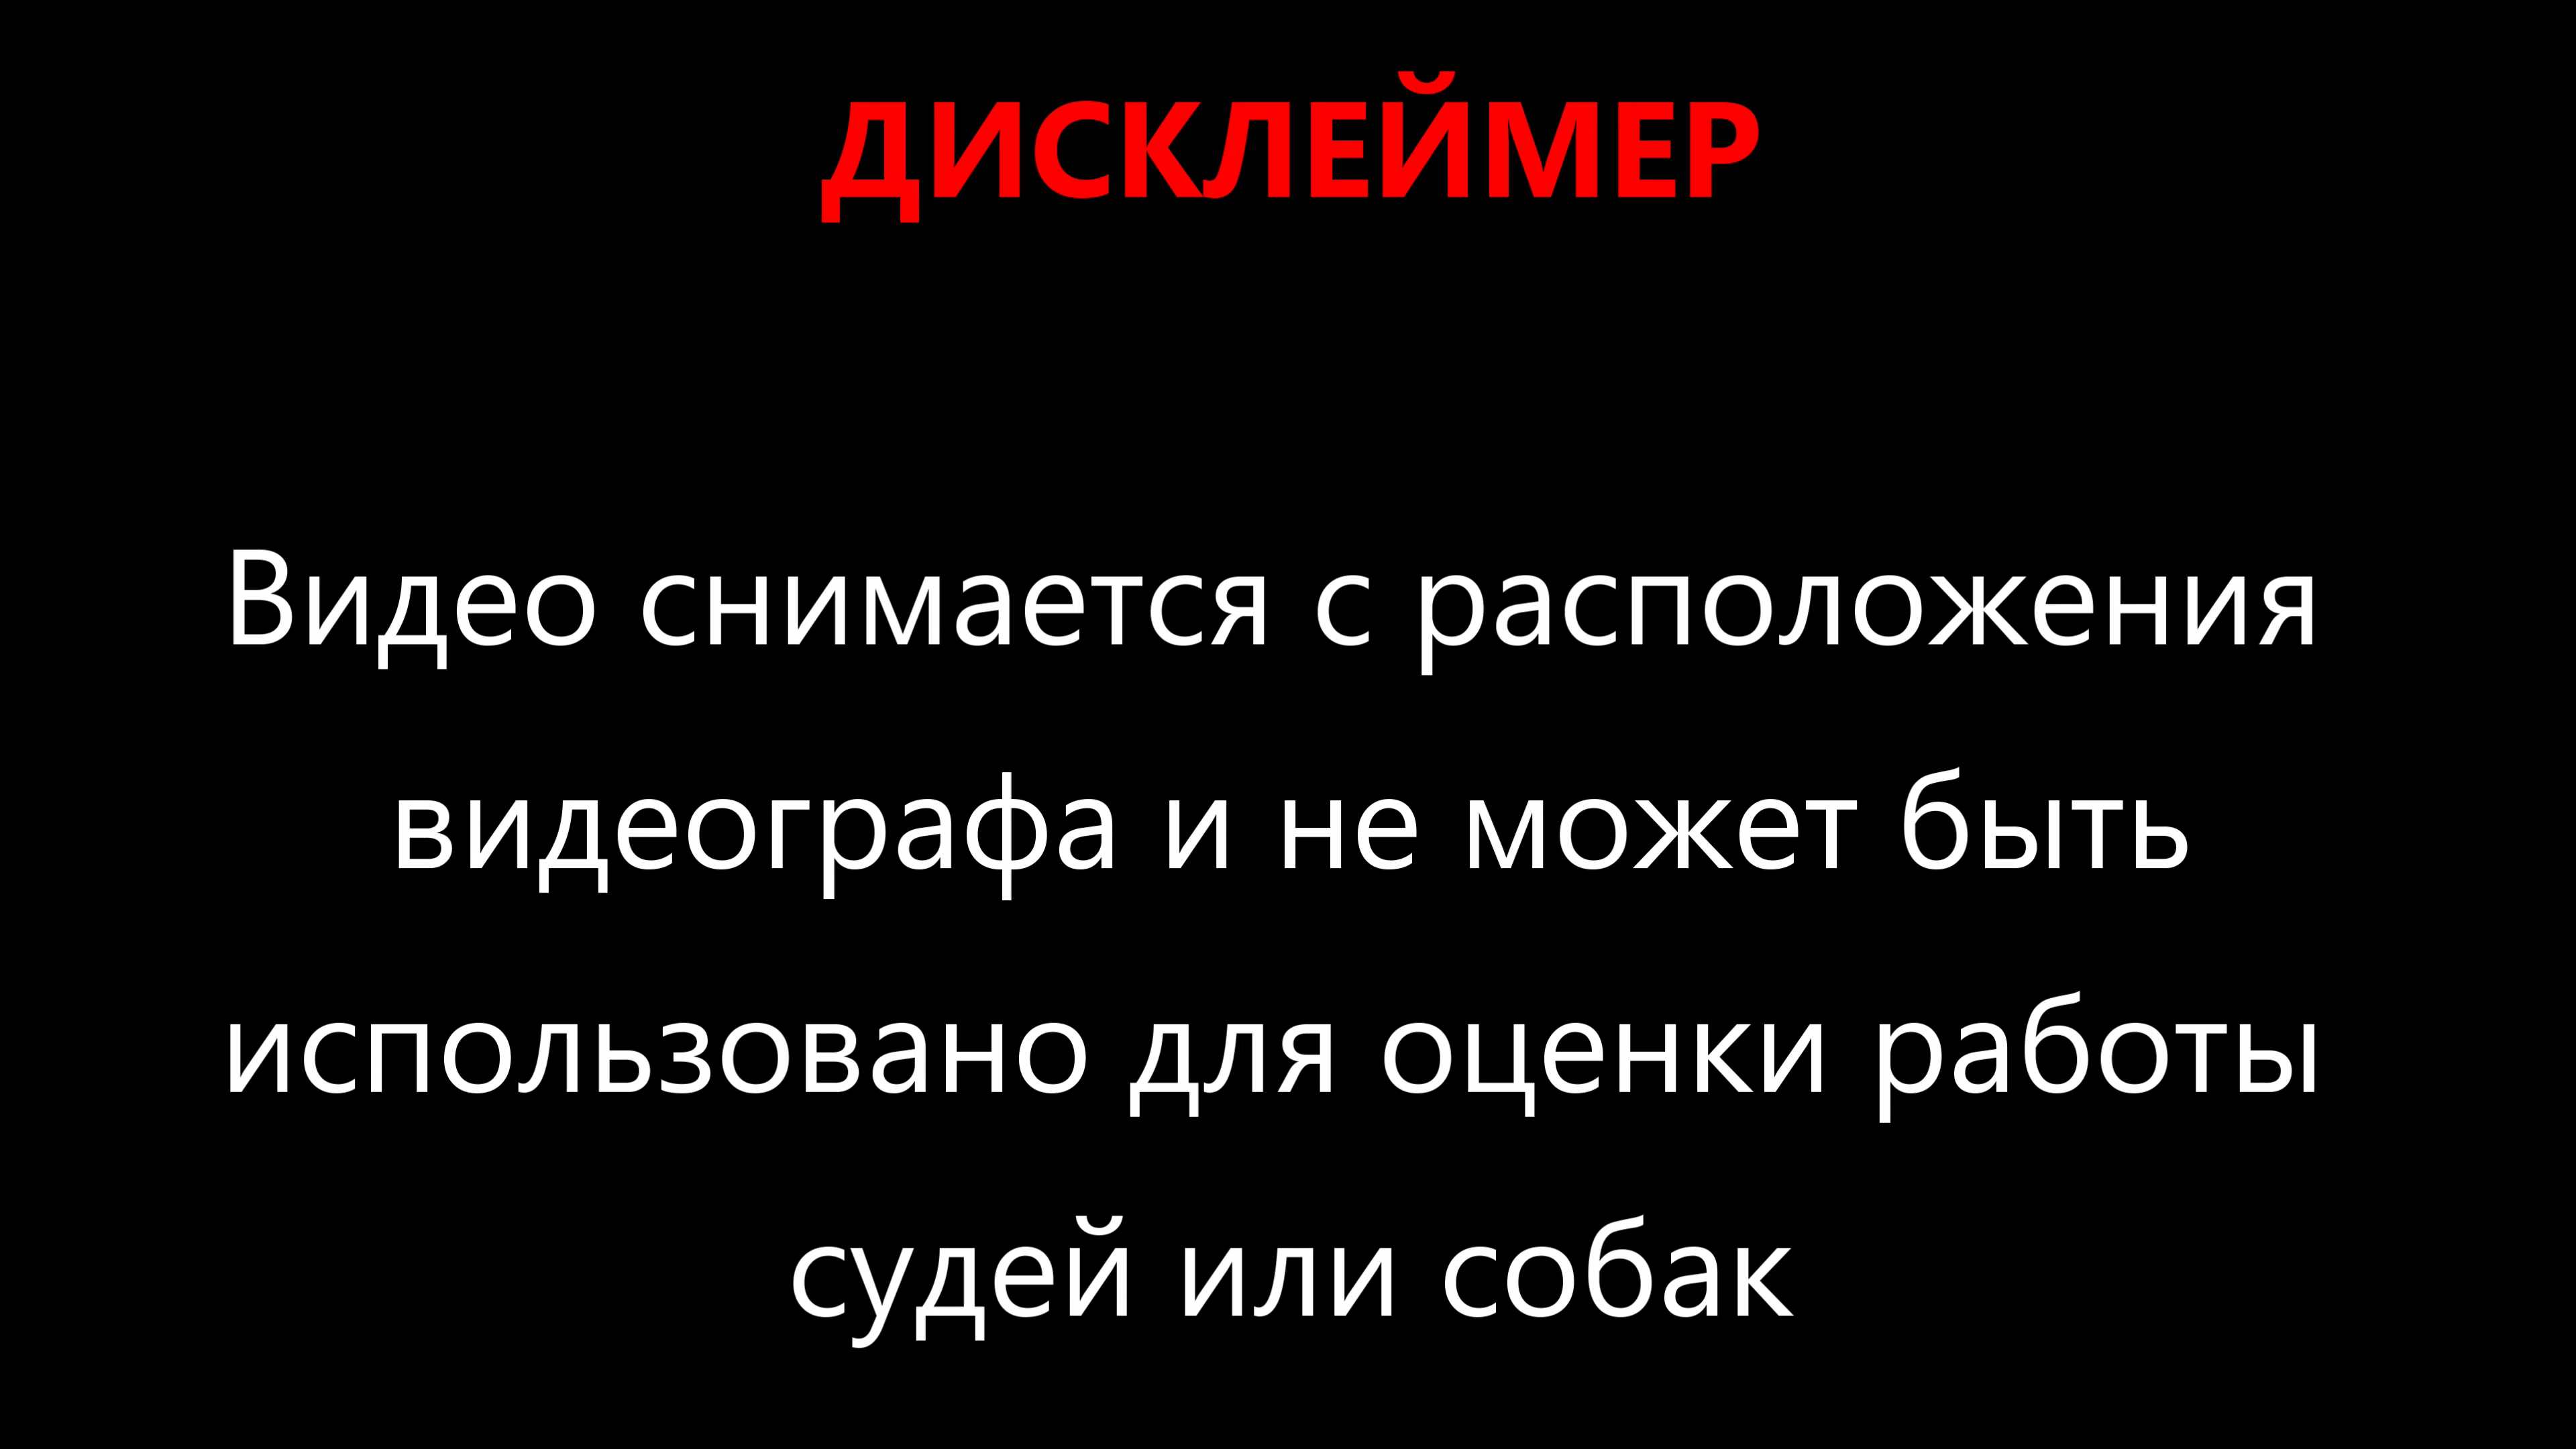 ДИСКЛЕЙМЕР
Видео снимается с расположения
видеографа и не может быть
использовано для оценки работы
судей или собак